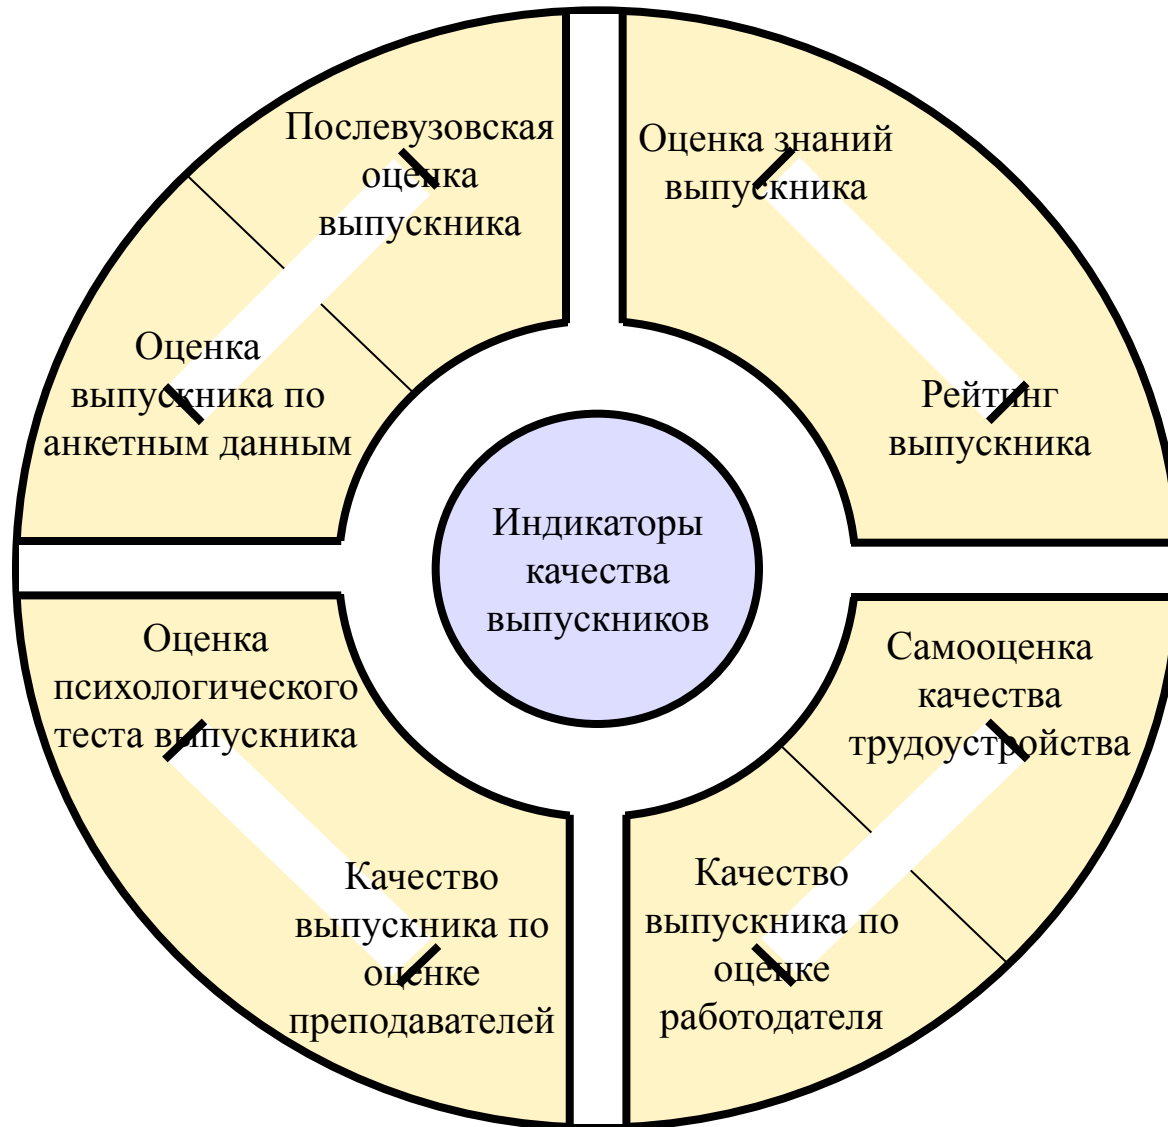 Послевузовская
оценка
выпускника
Оценка знаний
выпускника
Оценка
выпускника по
анкетным данным
Рейтинг
выпускника
Индикаторы
качества
выпускников
Оценка
психологического
теста выпускника
Самооценка
качества
трудоустройства
Качество
выпускника по
оценке
преподавателей
Качество
выпускника по
оценке
работодателя